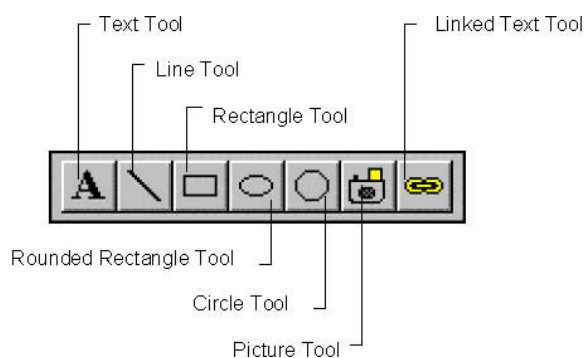 Text Tool
Linked Text Tool
Line Tool
Rectangle Tool
A
Rounded Rectangle Tool
Circle Tool
Picture Tool